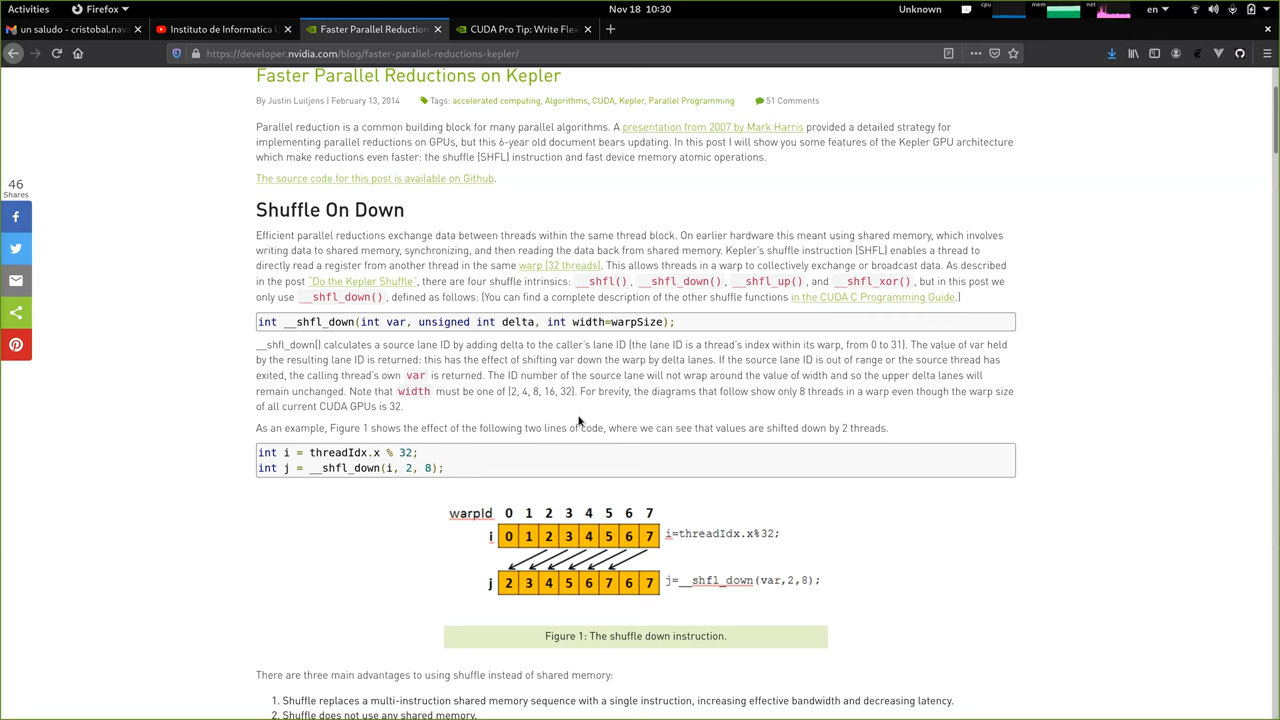 Activities Firefox Nov 18 10:30 Unknown cpu mem net en
un saludo - cristobal.nav Instituto de Informatica U Faster Parallel Reduction CUDA Pro Tip: Write Flex
https://developer.nvidia.com/blog/faster-parallel-reductions-kepler/
Faster Parallel Reductions on Kepler
By Justin Luitjens | February 13, 2014 Tags: accelerated computing, Algorithms, CUDA, Kepler, Parallel Programming 51 Comments
Parallel reduction is a common building block for many parallel algorithms. A presentation from 2007 by Mark Harris provided a detailed strategy for
implementing parallel reductions on GPUs, but this 6-year old document bears updating. In this post I will show you some features of the Kepler GPU architecture
which make reductions even faster: the shuffle (SHFL) instruction and fast device memory atomic operations.
The source code for this post is available on Github.
46
Shares
Shuffle On Down
Efficient parallel reductions exchange data between threads within the same thread block. On earlier hardware this meant using shared memory, which involves
writing data to shared memory, synchronizing, and then reading the data back from shared memory. Kepler's shuffle instruction (SHFL) enables a thread to
directly read a register from another thread in the same warp (32 threads). This allows threads in a warp to collectively exchange or broadcast data. As described
in the post "Do the Kepler Shuffle", there are four shuffle intrinsics: __shfl(), __shfl_down(), __shfl_up(), and __shfl_xor(), but in this post we
only use __shfl_down(), defined as follows: (You can find a complete description of the other shuffle functions in the CUDA C Programming Guide.)
int __shfl_down(int var, unsigned int delta, int width=warpSize);
__shfl_down() calculates a source lane ID by adding delta to the caller's lane ID (the lane ID is a thread's index within its warp, from 0 to 31). The value of var held
by the resulting lane ID is returned: this has the effect of shifting var down the warp by delta lanes. If the source lane ID is out of range or the source thread has
exited, the calling thread's own var is returned. The ID number of the source lane will not wrap around the value of width and so the upper delta lanes will
remain unchanged. Note that width must be one of (2, 4, 8, 16, 32). For brevity, the diagrams that follow show only 8 threads in a warp even though the warp size
of all current CUDA GPUs is 32.
As an example, Figure 1 shows the effect of the following two lines of code, where we can see that values are shifted down by 2 threads.
int i = threadIdx.x % 32;
int j = __shfl_down(i, 2, 8);
warpId 0 1 2 3 4 5 6 7
i 0 1 2 3 4 5 6 7 i=threadIdx.x%32;
j 2 3 4 5 6 7 6 7 j=__shfl_down(var,2,8);
Figure 1: The shuffle down instruction.
There are three main advantages to using shuffle instead of shared memory:
1. Shuffle replaces a multi-instruction shared memory sequence with a single instruction, increasing effective bandwidth and decreasing latency.
2. Shuffle does not use any shared memory.